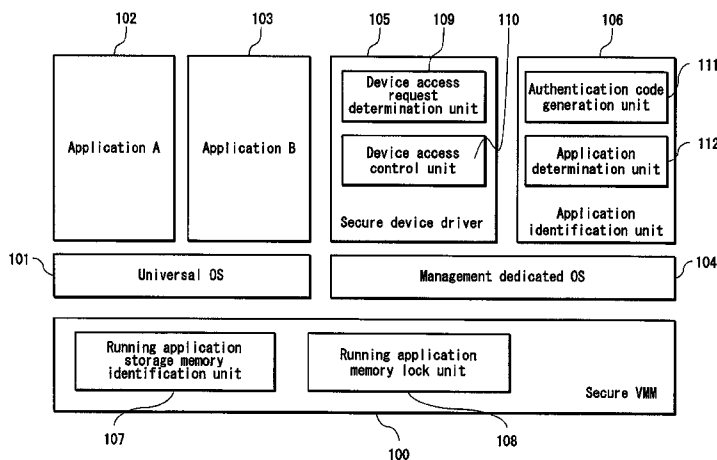 102
103
105
109
110
106
111
Application A
Application B
Device access
request
determination unit
Device access
control unit
Secure device driver
Authentication code
generation unit
Application
determination unit
112
Application
identification unit
101
Universal OS
Management dedicated OS
104
Running application
storage memory
identification unit
Running application
memory lock unit
Secure VMM
107
100
108